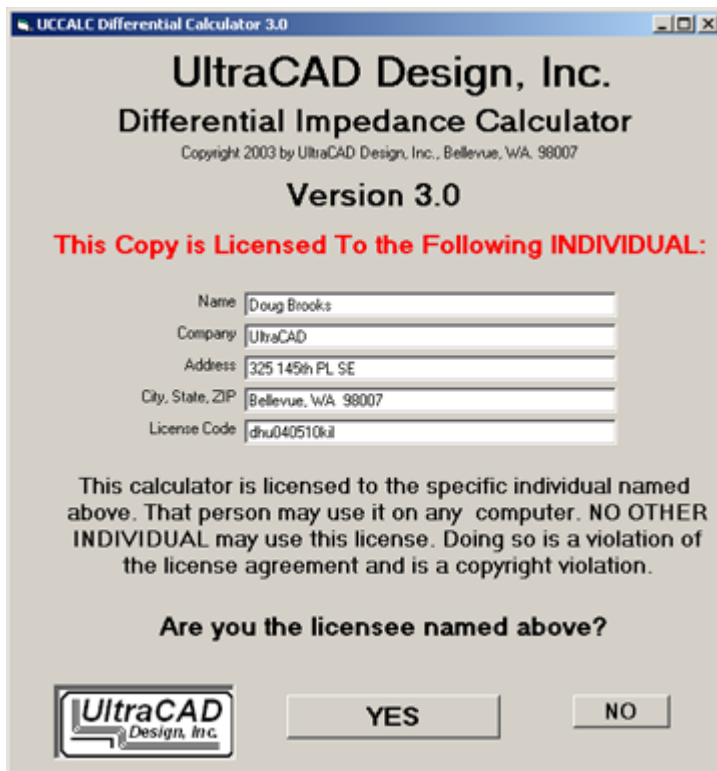 UCCALC Differential Calculator 3.0
UltraCAD Design, Inc.
Differential Impedance Calculator
Copyright 2003 by UltraCAD Design, Inc., Bellevue, WA. 98007
Version 3.0
This Copy is Licensed To the Following INDIVIDUAL:
Name Doug Brooks
Company UltraCAD
Address 325 145th PL SE
City, State, ZIP Bellevue, WA 98007
License Code dhu040510kil
This calculator is licensed to the specific individual named
above. That person may use it on any computer. NO OTHER
INDIVIDUAL may use this license. Doing so is a violation of
the license agreement and is a copyright violation.
Are you the licensee named above?
UltraCAD
Design, Inc.
YES
NO